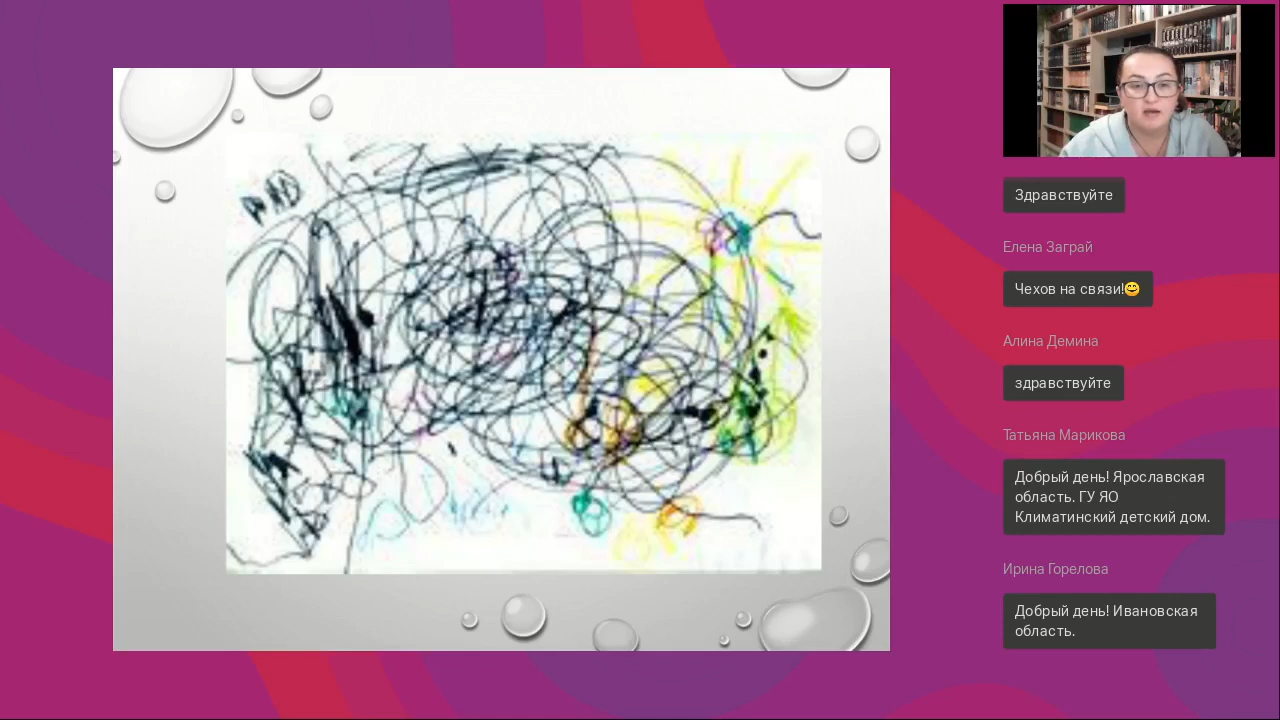 Здравствуйте
Елена Заграй
Чехов на связи!😊
Алина Демина
здравствуйте
Татьяна Марикова
Добрый день! Ярославская
область. ГУ ЯО
Климатинский детский дом.
Ирина Горелова
Добрый день! Ивановская
область.